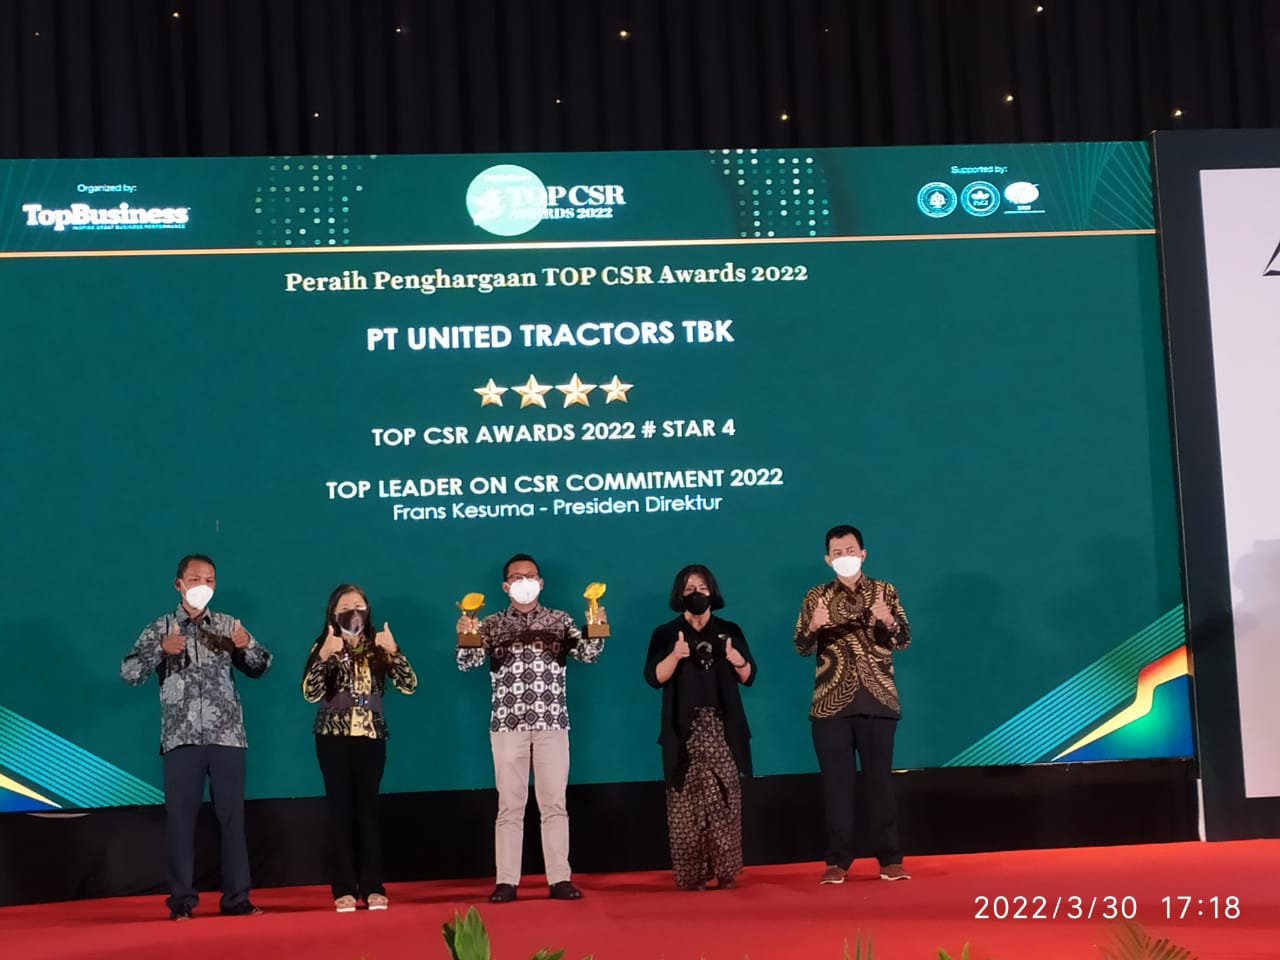 Organized by:
TopBusiness
TOP CSR
AWARDS 2022
Supported by:
Peraih Penghargaan TOP CSR Awards 2022
PT UNITED TRACTORS TBK
TOP CSR AWARDS 2022 # STAR 4
TOP LEADER ON CSR COMMITMENT 2022
Frans Kesuma - Presiden Direktur
2022/3/30 17:18